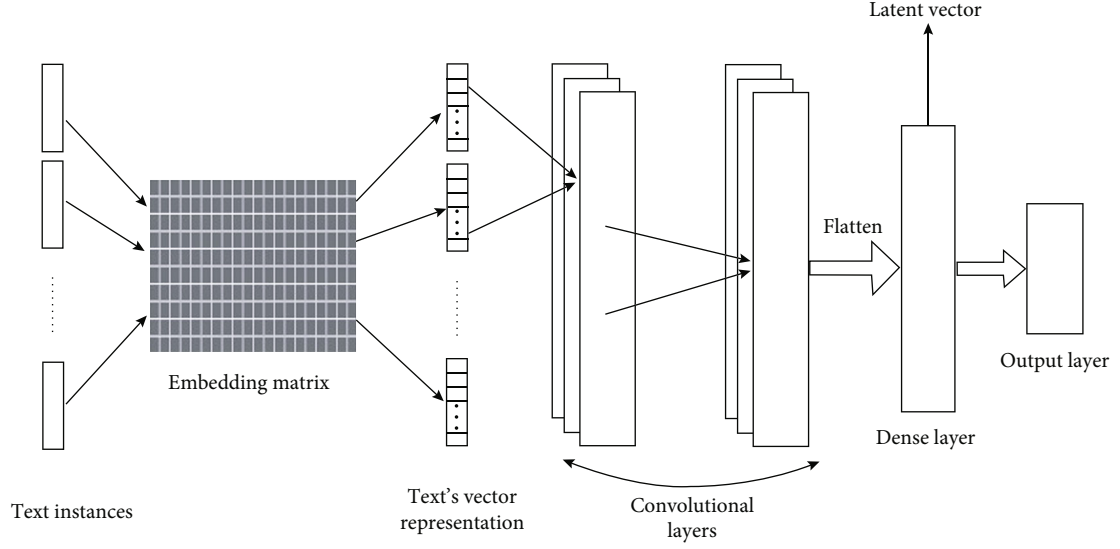 Latent vector
Flatten
Embedding matrix
Output layer
Dense layer
Text instances
Text's vector
representation
Convolutional
layers